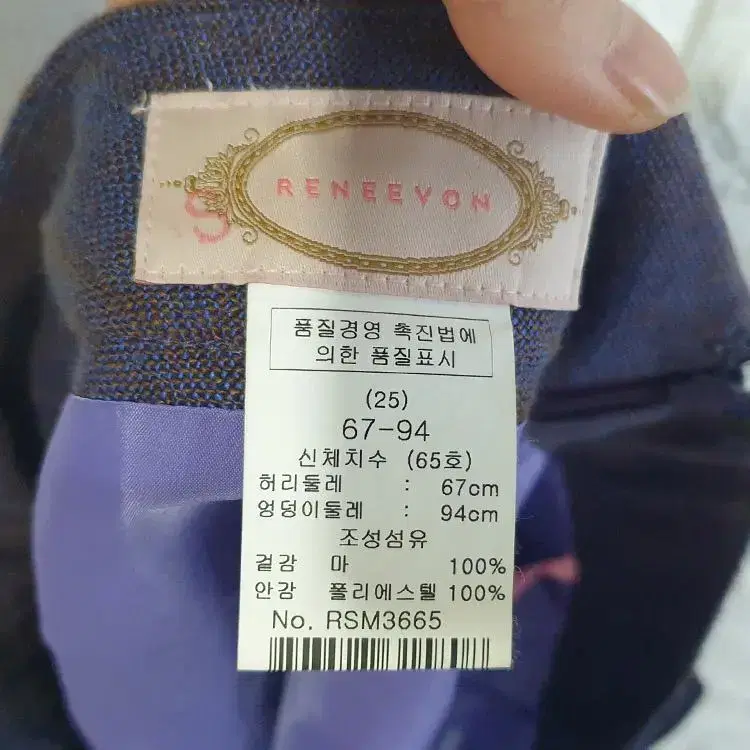 RENEEVON
S
품질경영 촉진법에
의한 품질표시
(25)
67-94
신체치수 (65호)
허리둘레 : 67cm
엉덩이둘레 : 94cm
조성섬유
겉감 마 100%
안감 폴리에스텔 100%
No. RSM3665